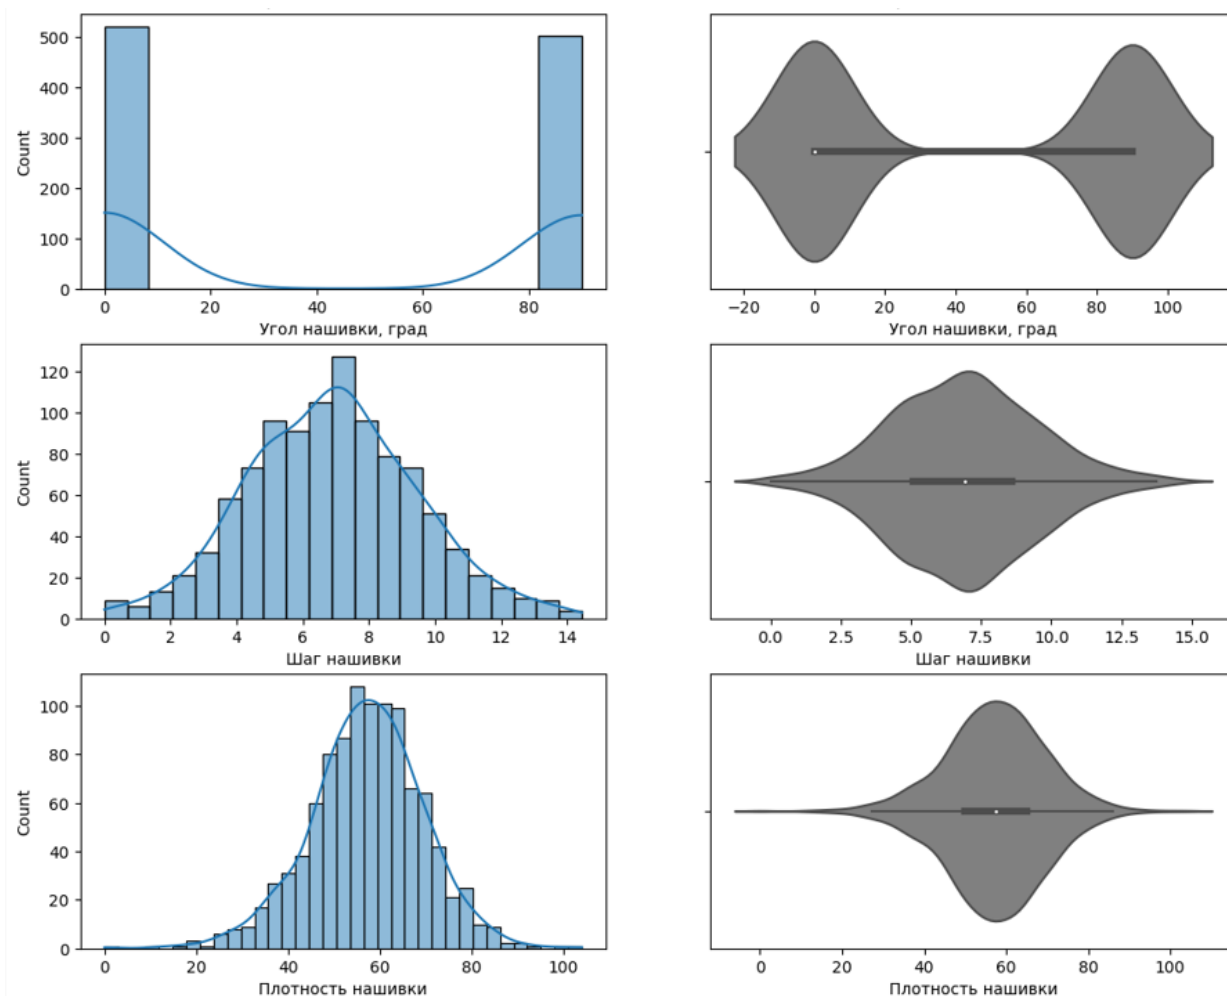 500
400
300
200
100
0
Count
0 20 40 60 80
Угол нашивки, град
−20 0 20 40 60 80 100
Угол нашивки, град
120
100
80
60
40
20
0
Count
0 2 4 6 8 10 12 14
Шаг нашивки
0.0 2.5 5.0 7.5 10.0 12.5 15.0
Шаг нашивки
100
80
60
40
20
0
Count
0 20 40 60 80 100
Плотность нашивки
0 20 40 60 80 100
Плотность нашивки